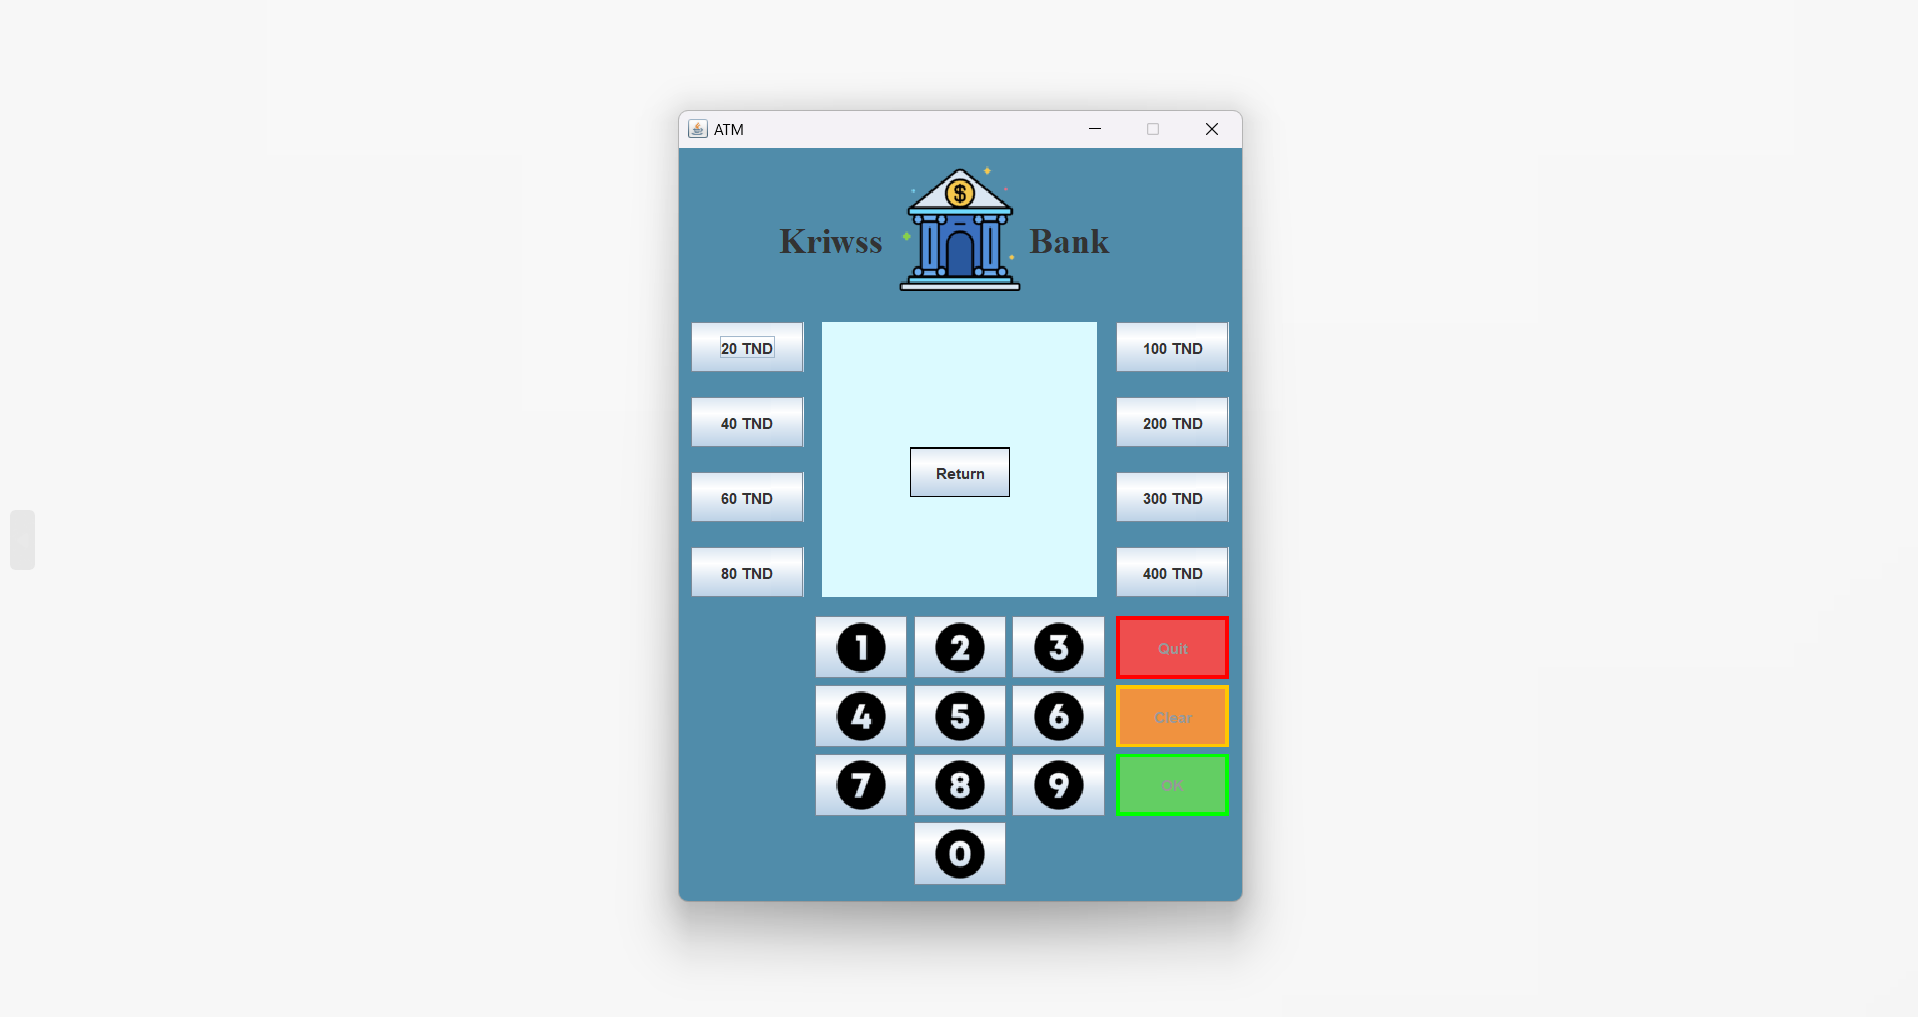 ATM
Kriwss $ Bank
20 TND
100 TND
40 TND
200 TND
Return
60 TND
300 TND
80 TND
400 TND
1 2 3 Quit
4 5 6 Clear
7 8 9 OK
0